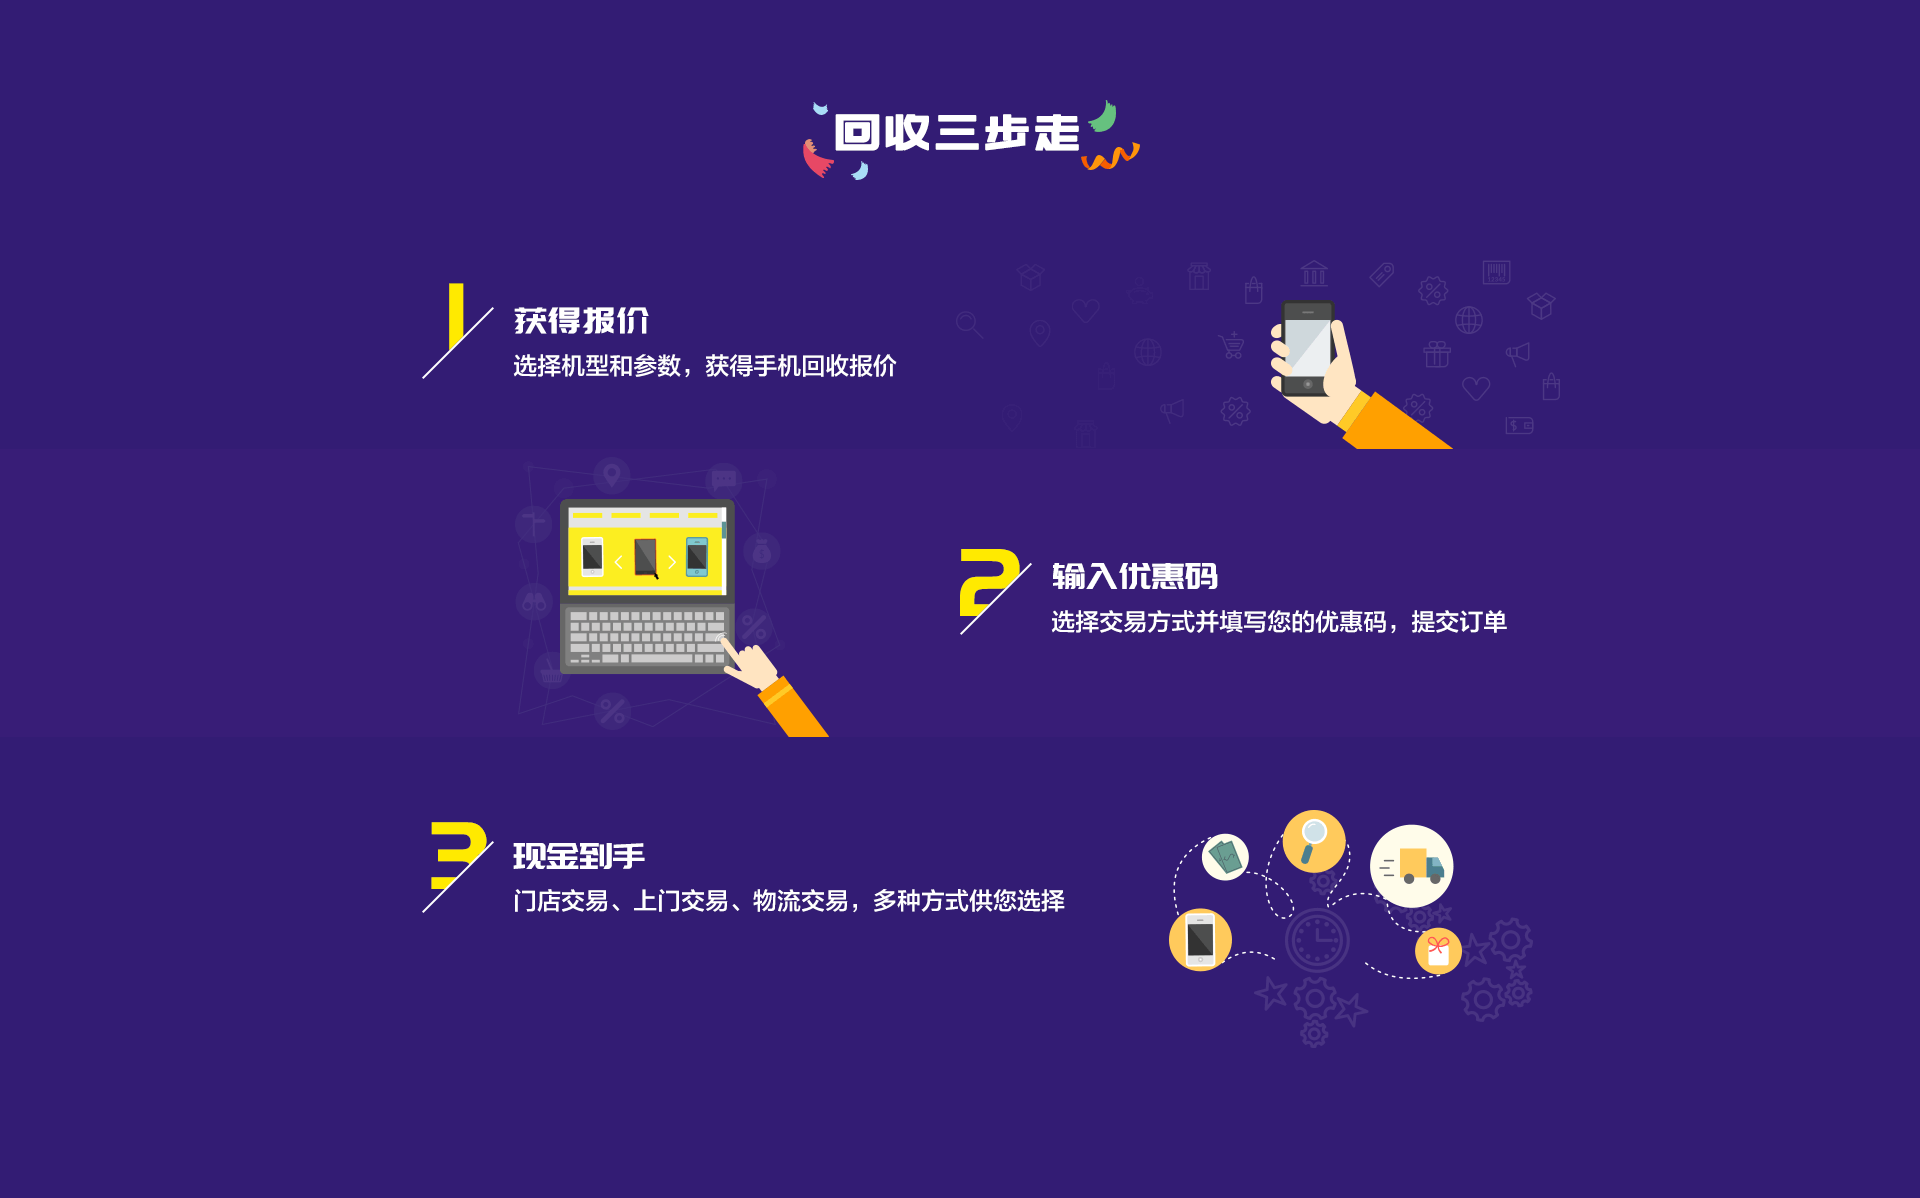 回收三步走
1
获得报价
选择机型和参数，获得手机回收报价
2
输入优惠码
选择交易方式并填写您的优惠码，提交订单
3
现金到手
门店交易、上门交易、物流交易，多种方式供您选择